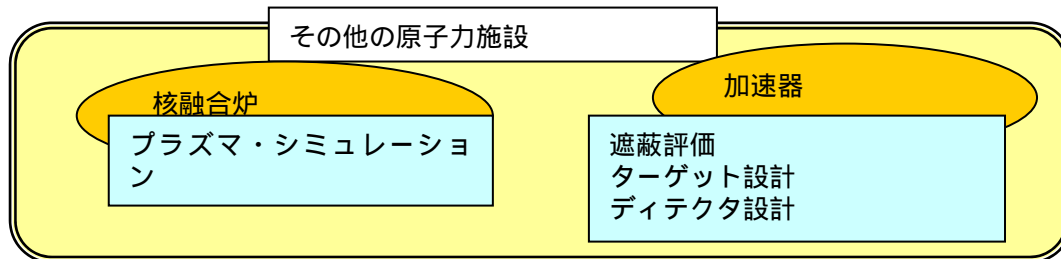 その他の原子力施設
核融合炉
プラズマ・シミュレーショ
ン
加速器
遮蔽評価
ターゲット設計
ディテクタ設計